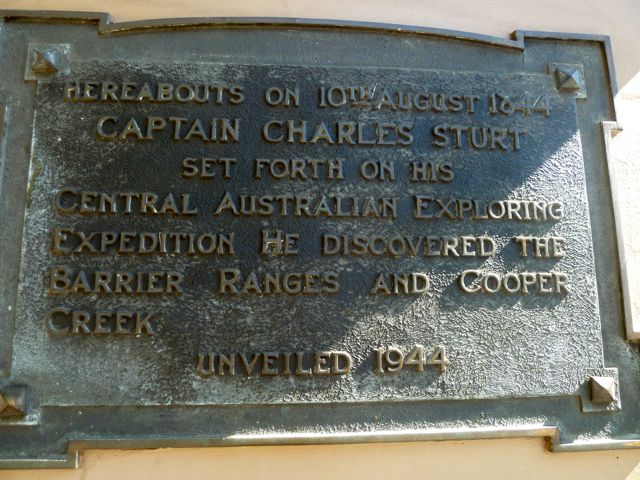 HEREABOUTS ON 10TH AUGUST 1844
CAPTAIN CHARLES STURT
SET FORTH ON HIS
CENTRAL AUSTRALIAN EXPLORING
EXPEDITION HE DISCOVERED THE
BARRIER RANGES AND COOPER
CREEK
UNVEILED 1944